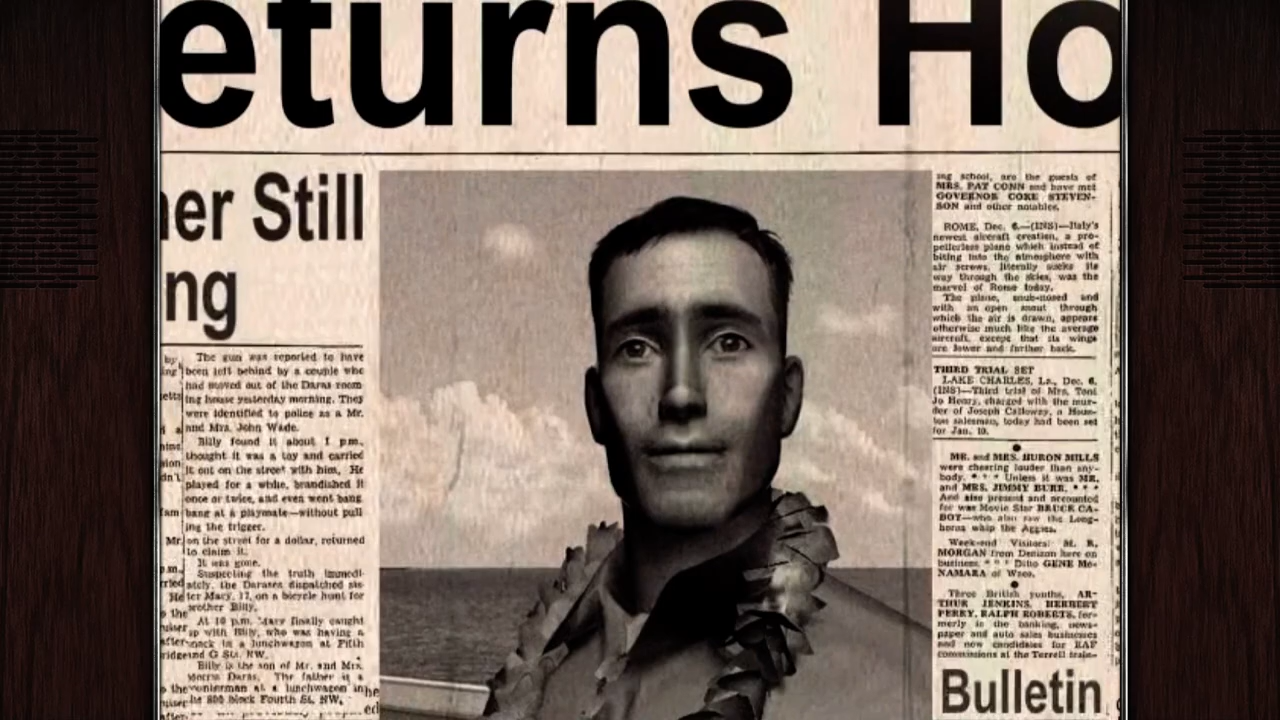 eturns Ho
er Still
ng
The gun was reported to have
been left behind by a couple who
had moved out of the Daras room-
ing house yesterday morning. They
were identified to police as a Mr.
and Mrs. John Wade.
Billy found it about 1 p.m.,
thought it was a toy and carried
it out on the street with him. He
played for a while, brandished it
once or twice, and even went bang
bang at a playmate—without pull
ing the trigger.
on the street for a dollar, returned
to claim it.
It was gone.
Suspecting the truth immedi-
ately, the Darases dispatched sis-
ter Mary, 17, on a bicycle hunt for
brother Billy.
At 10 p.m. Mary finally caught
up with Billy, who was having a
snack in a lunchwagon at Fifth
and G Sts. NW.
Billy is the son of Mr. and Mrs.
Morris Daras. The father is a
counterman at a lunchwagon in
he 800 block Fourth St. NW.
ing school, are the guests of
MRS. PAT CONN and have met
GOVERNOR COKE STEVEN-
SON and other notables.
ROME, Dec. 6.—(INS)—Italy's
newest aircraft creation, a pro-
pellerless plane which instead of
biting into the atmosphere with
air screws, literally sucks its
way through the skies, was the
marvel of Rome today.
The plane, snub-nosed and
with an open snout through
which the air is drawn, appears
otherwise much like the average
aircraft, except that its wings
are lower and further back.
THIRD TRIAL SET
LAKE CHARLES, La., Dec. 6,
(INS)—Third trial of Mrs. Toni
Jo Henry, charged with the mur-
der of Joseph Calloway, a Hous-
ton salesman, today had been set
for Jan. 10.
MR. and MRS. HURON MILLS
were cheering louder than any-
body. * * * Unless it was MR.
and MRS. JIMMY BURR. * * *
And also present and accounted
for was Movie Star BRUCE CA-
BOT—who also saw the Long-
horns whip the Aggies.
Week-end Visitors: M. R.
MORGAN from Denizon here on
business. * * * Ditto GENE Mc-
NAMARA of Waco.
Three British youths, AR-
THUR JENKINS, HERBERT
PERRY, RALPH ROBERTS, for-
merly in the banking, news-
paper and auto sales businesses
and now candidates for RAF
commissions at the Terrell train-
Bulletin